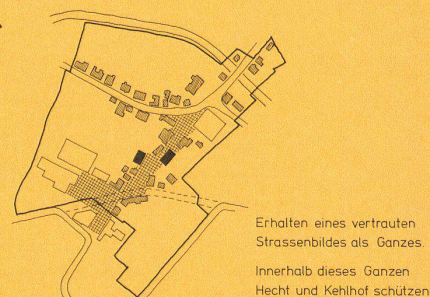 Erhalten eines vertrauten
Strassenbildes als Ganzes.
Innerhalb dieses Ganzen
Hecht und Kehlhof schützen